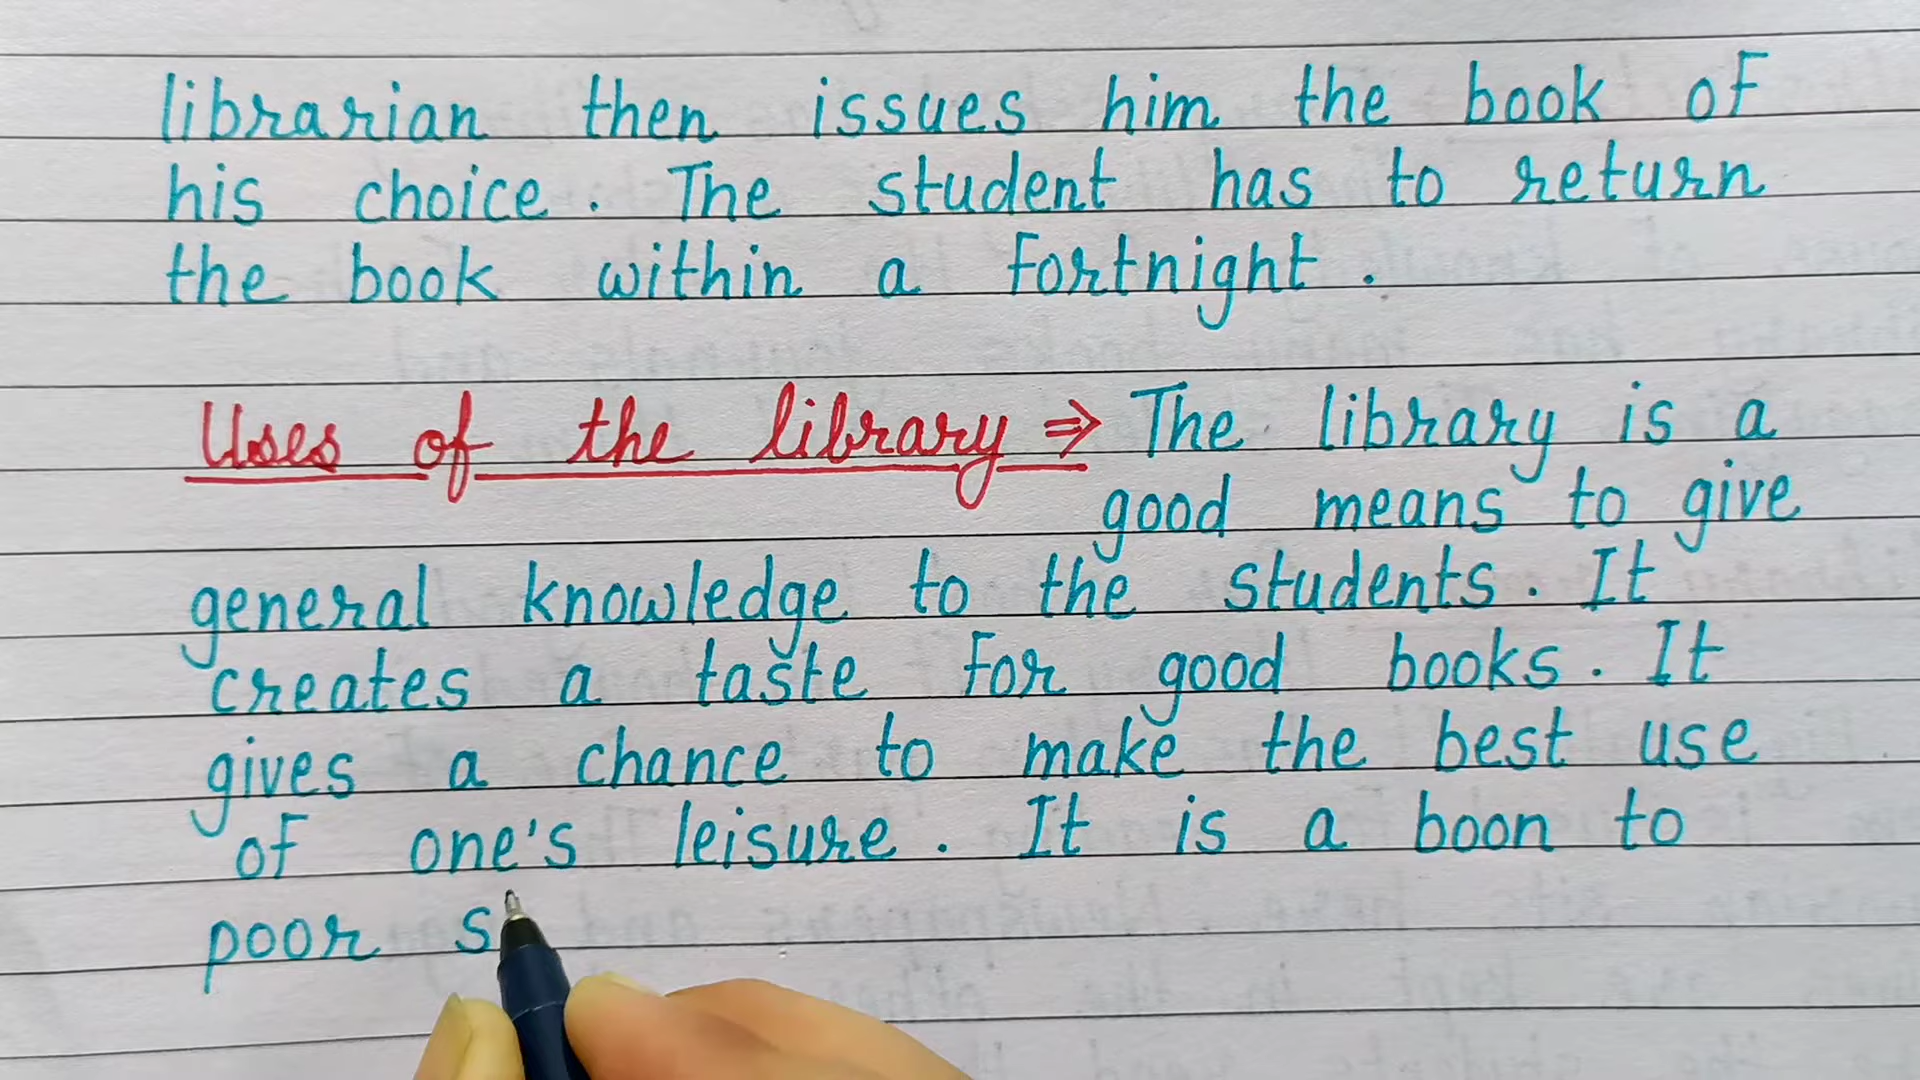 librarian then issues him the book of
his choice. The student has to return
the book within a fortnight.
Uses of the library ⇒ The library is a
good means to give
general knowledge to the students. It
creates a taste for good books. It
gives a chance to make the best use
of one's leisure. It is a boon to
poor s